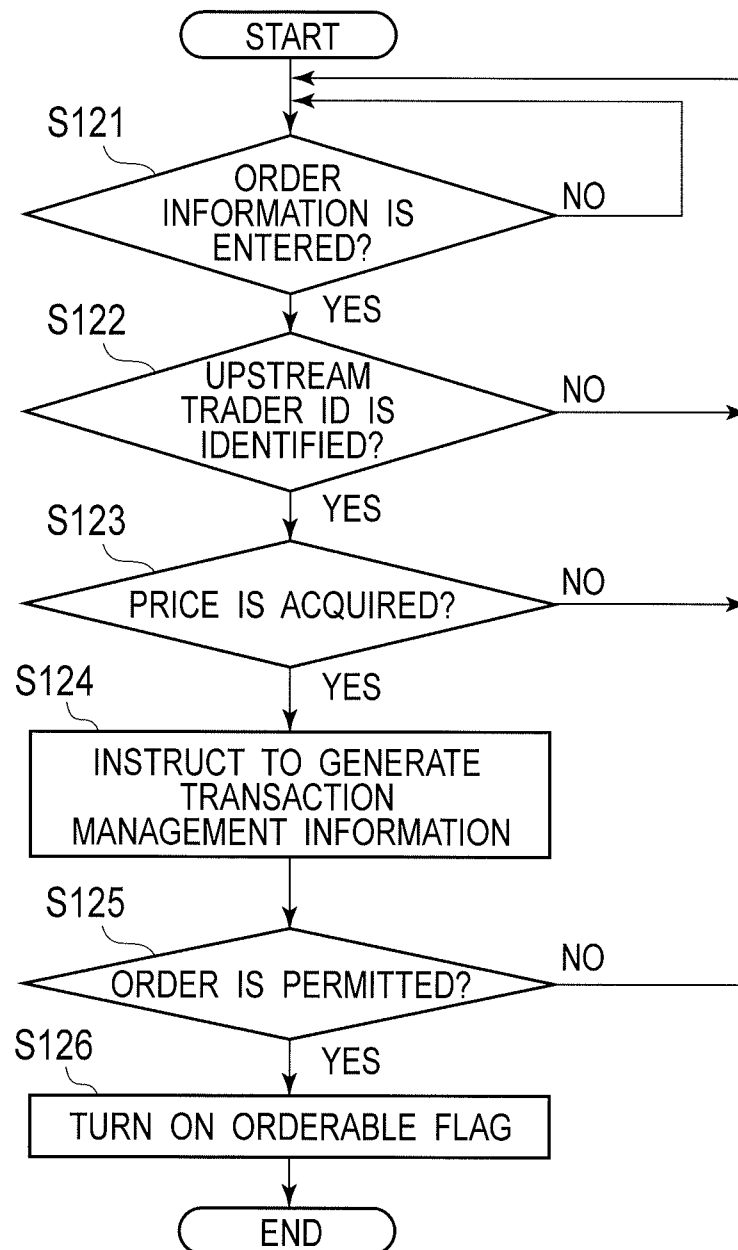 START
S121
ORDER
INFORMATION IS
ENTERED?
NO
YES
S122
UPSTREAM
TRADER ID IS
IDENTIFIED?
NO
YES
S123
PRICE IS ACQUIRED?
NO
YES
S124
INSTRUCT TO GENERATE
TRANSACTION
MANAGEMENT INFORMATION
S125
ORDER IS PERMITTED?
NO
YES
S126
TURN ON ORDERABLE FLAG
END